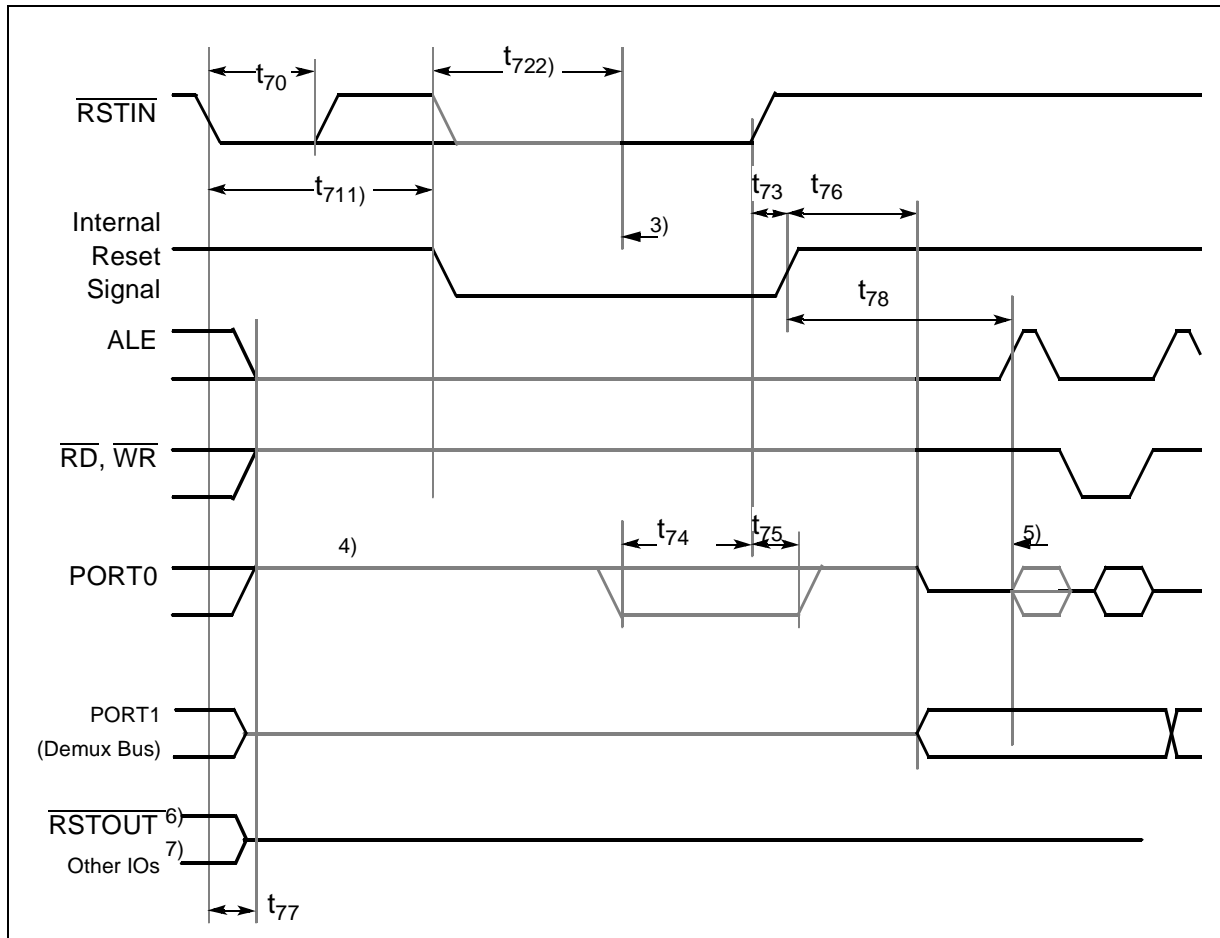 t70
t722)
RSTIN
t711)
t73
t76
Internal
Reset
Signal
3)
t78
ALE
RD, WR
t74
t75
4)
5)
PORT0
PORT1
(Demux Bus)
RSTOUT 6)
Other IOs 7)
t77